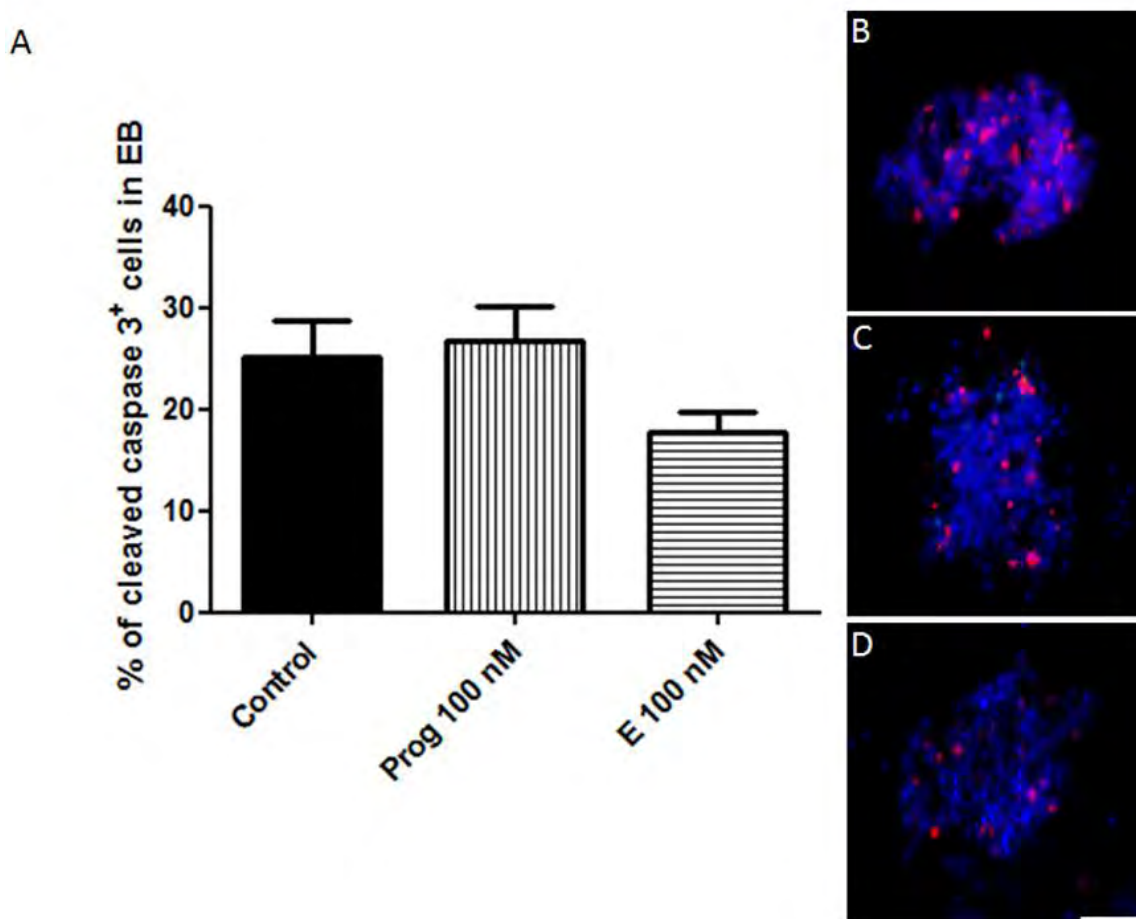 A
% of cleaved caspase 3⁺ cells in EB
40
30
20
10
0
Control
Prog 100 nM
E 100 nM
B
C
D